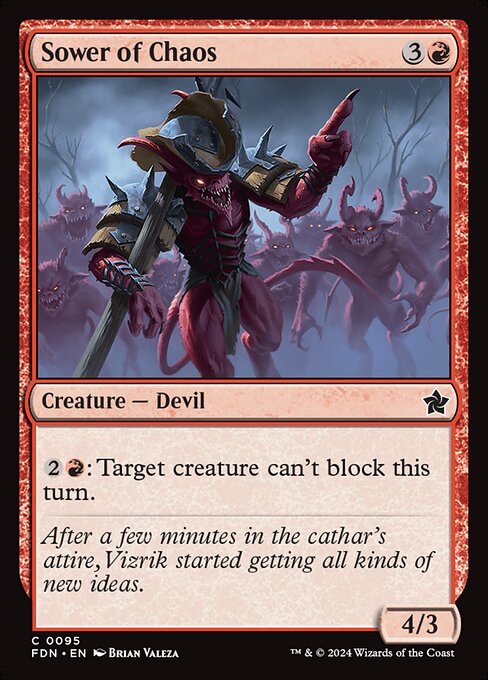 Sower of Chaos 3
Creature — Devil
2: Target creature can't block this
turn.
After a few minutes in the cathar's
attire, Vizrik started getting all kinds of
new ideas.
4/3
C 0095
FDN • EN Brian Valeza
™ & © 2024 Wizards of the Coast